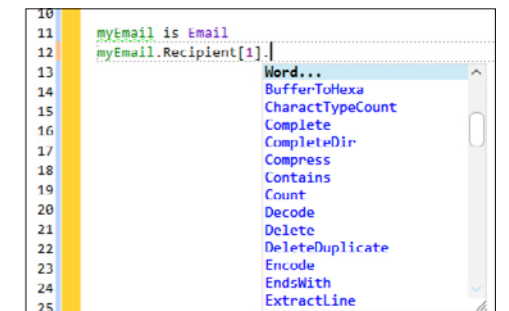 10
11 myEmail is Email
12 myEmail.Recipient[1].
13 Word...
14 BufferToHexa
15 CharactTypeCount
16 Complete
17 CompleteDir
18 Compress
19 Contains
20 Count
21 Decode
22 Delete
23 DeleteDuplicate
24 Encode
25 EndsWith
ExtractLine